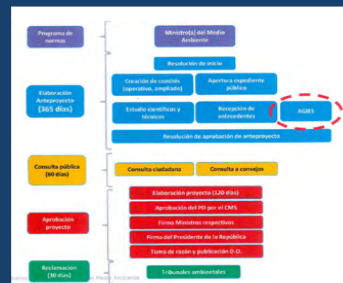 Programa de
normas
Ministro(a) del Medio
Ambiente
Resolución de inicio
Elaboración
Anteproyecto
(365 días)
Creación de comités
(operativo, ampliado)
Apertura expediente
público
Estudio científicos y
técnicos
Recepción de
antecedentes
AGIES
Resolución de aprobación de anteproyecto
Consulta pública
(60 días)
Consulta ciudadana
Consulta a consejos
Aprobación
proyecto
Elaboración proyecto (120 días)
Aprobación del PD por el CMS
Firma Ministros respectivos
Firma del Presidente de la República
Toma de razón y publicación D.O.
Reclamación
(30 días)
Tribunales ambientales
Medio Ambiente